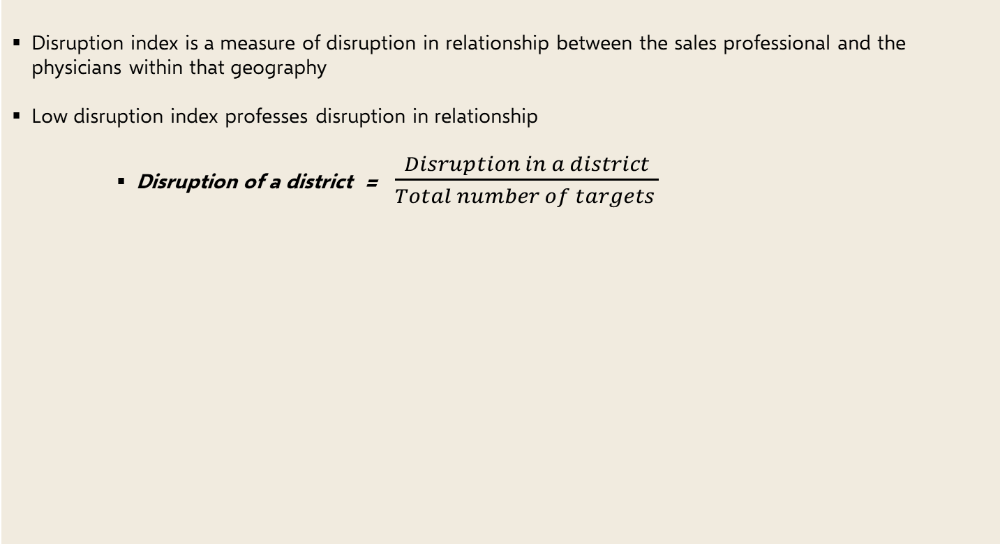 ▪ Disruption index is a measure of disruption in relationship between the sales professional and the
physicians within that geography
▪ Low disruption index professes disruption in relationship
▪ Disruption of a district = Disruption in a district
Total number of targets